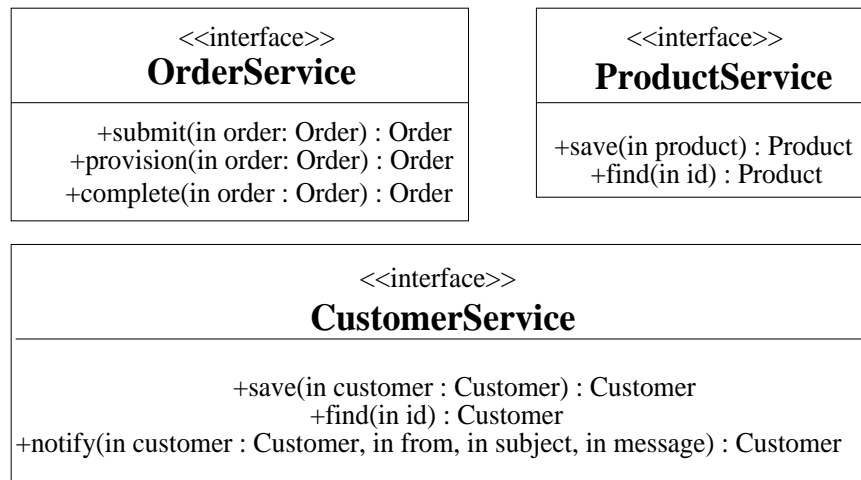 <<interface>>
OrderService
+submit(in order: Order) : Order
+provision(in order: Order) : Order
+complete(in order : Order) : Order
<<interface>>
ProductService
+save(in product) : Product
+find(in id) : Product
<<interface>>
CustomerService
+save(in customer : Customer) : Customer
+find(in id) : Customer
+notify(in customer : Customer, in from, in subject, in message) : Customer